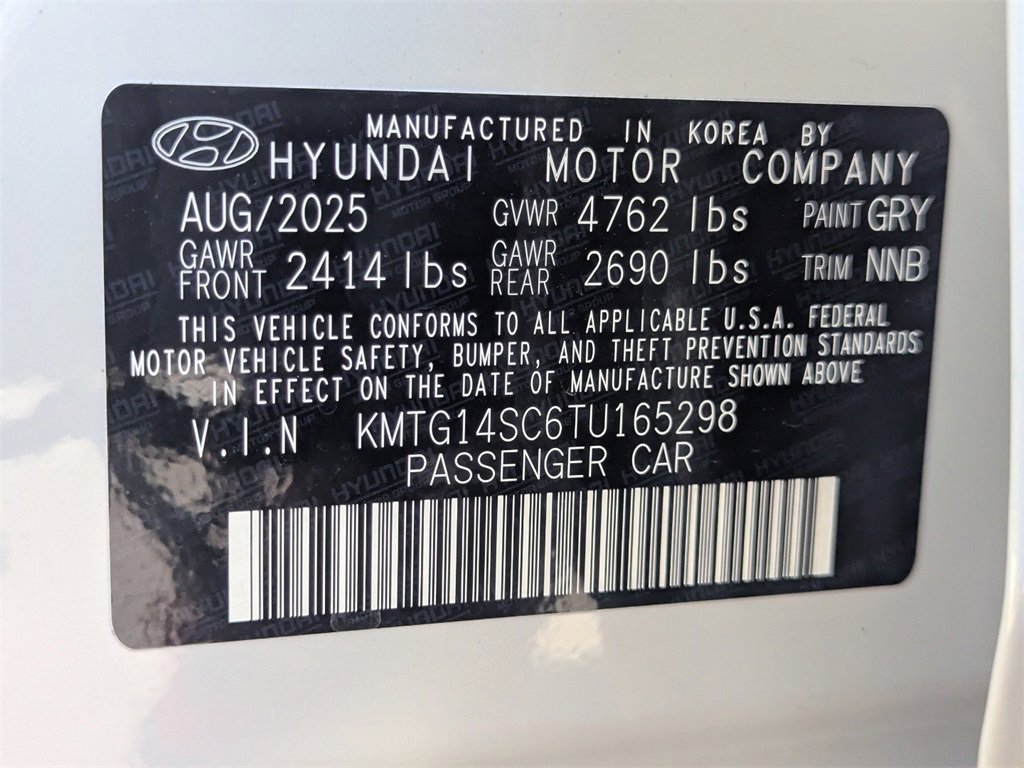 MANUFACTURED IN KOREA BY
HYUNDAI MOTOR COMPANY
AUG/2025 GVWR 4762 lbs PAINT GRY
GAWR FRONT 2414 lbs GAWR REAR 2690 lbs TRIM NNB
THIS VEHICLE CONFORMS TO ALL APPLICABLE U.S.A. FEDERAL
MOTOR VEHICLE SAFETY, BUMPER, AND THEFT PREVENTION STANDARDS
IN EFFECT ON THE DATE OF MANUFACTURE SHOWN ABOVE
V.I.N KMTG14SC6TU165298
PASSENGER CAR